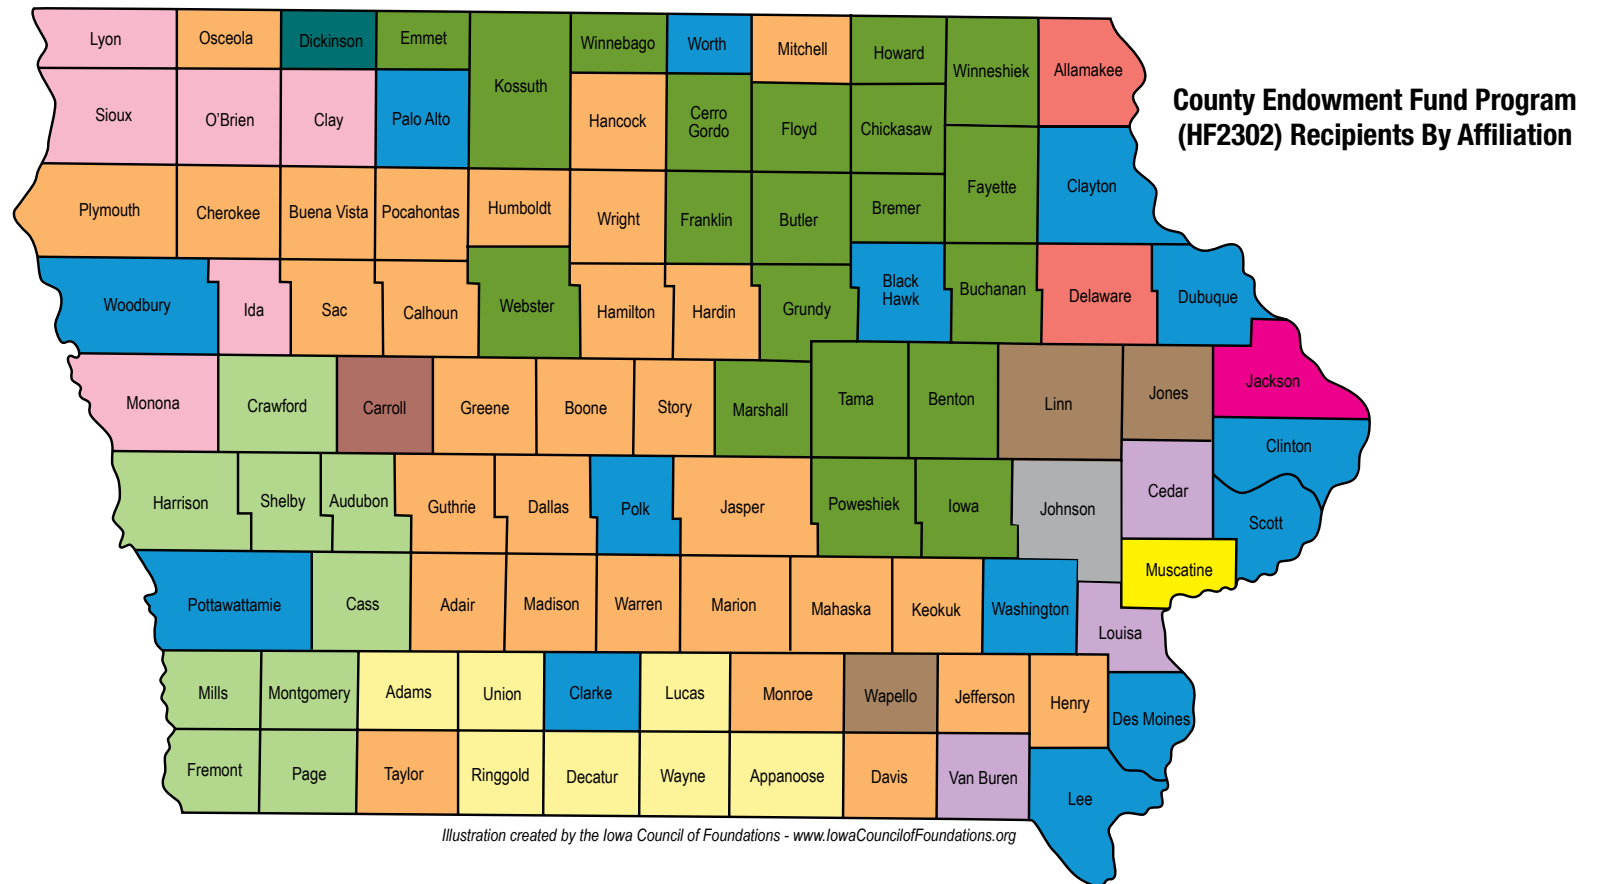 County Endowment Fund Program
(HF2302) Recipients By Affiliation
Lyon
Osceola
Dickinson
Emmet
Kossuth
Winnebago
Worth
Mitchell
Howard
Winneshiek
Allamakee
Sioux
O'Brien
Clay
Palo Alto
Hancock
Cerro
Gordo
Floyd
Chickasaw
Fayette
Clayton
Plymouth
Cherokee
Buena Vista
Pocahontas
Humboldt
Wright
Franklin
Butler
Bremer
Woodbury
Ida
Sac
Calhoun
Webster
Hamilton
Hardin
Grundy
Black
Hawk
Buchanan
Delaware
Dubuque
Monona
Crawford
Carroll
Greene
Boone
Story
Marshall
Tama
Benton
Linn
Jones
Jackson
Clinton
Harrison
Shelby
Audubon
Guthrie
Dallas
Polk
Jasper
Poweshiek
Iowa
Johnson
Cedar
Scott
Muscatine
Pottawattamie
Cass
Adair
Madison
Warren
Marion
Mahaska
Keokuk
Washington
Louisa
Mills
Montgomery
Adams
Union
Clarke
Lucas
Monroe
Wapello
Jefferson
Henry
Des Moines
Fremont
Page
Taylor
Ringgold
Decatur
Wayne
Appanoose
Davis
Van Buren
Lee
Illustration created by the Iowa Council of Foundations - www.IowaCouncilofFoundations.org